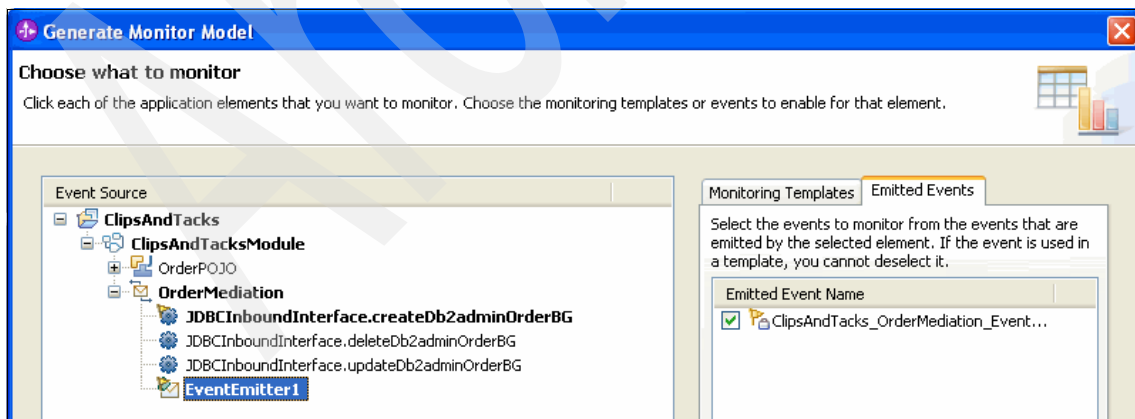 Generate Monitor Model
Choose what to monitor
Click each of the application elements that you want to monitor. Choose the monitoring templates or events to enable for that element.
Event Source
ClipsAndTacks
ClipsAndTacksModule
OrderPOJO
OrderMediation
JDBCInboundInterface.createDb2adminOrderBG
JDBCInboundInterface.deleteDb2adminOrderBG
JDBCInboundInterface.updateDb2adminOrderBG
EventEmitter1
Monitoring Templates Emitted Events
Select the events to monitor from the events that are
emitted by the selected element. If the event is used in
a template, you cannot deselect it.
Emitted Event Name
ClipsAndTacks_OrderMediation_Event...